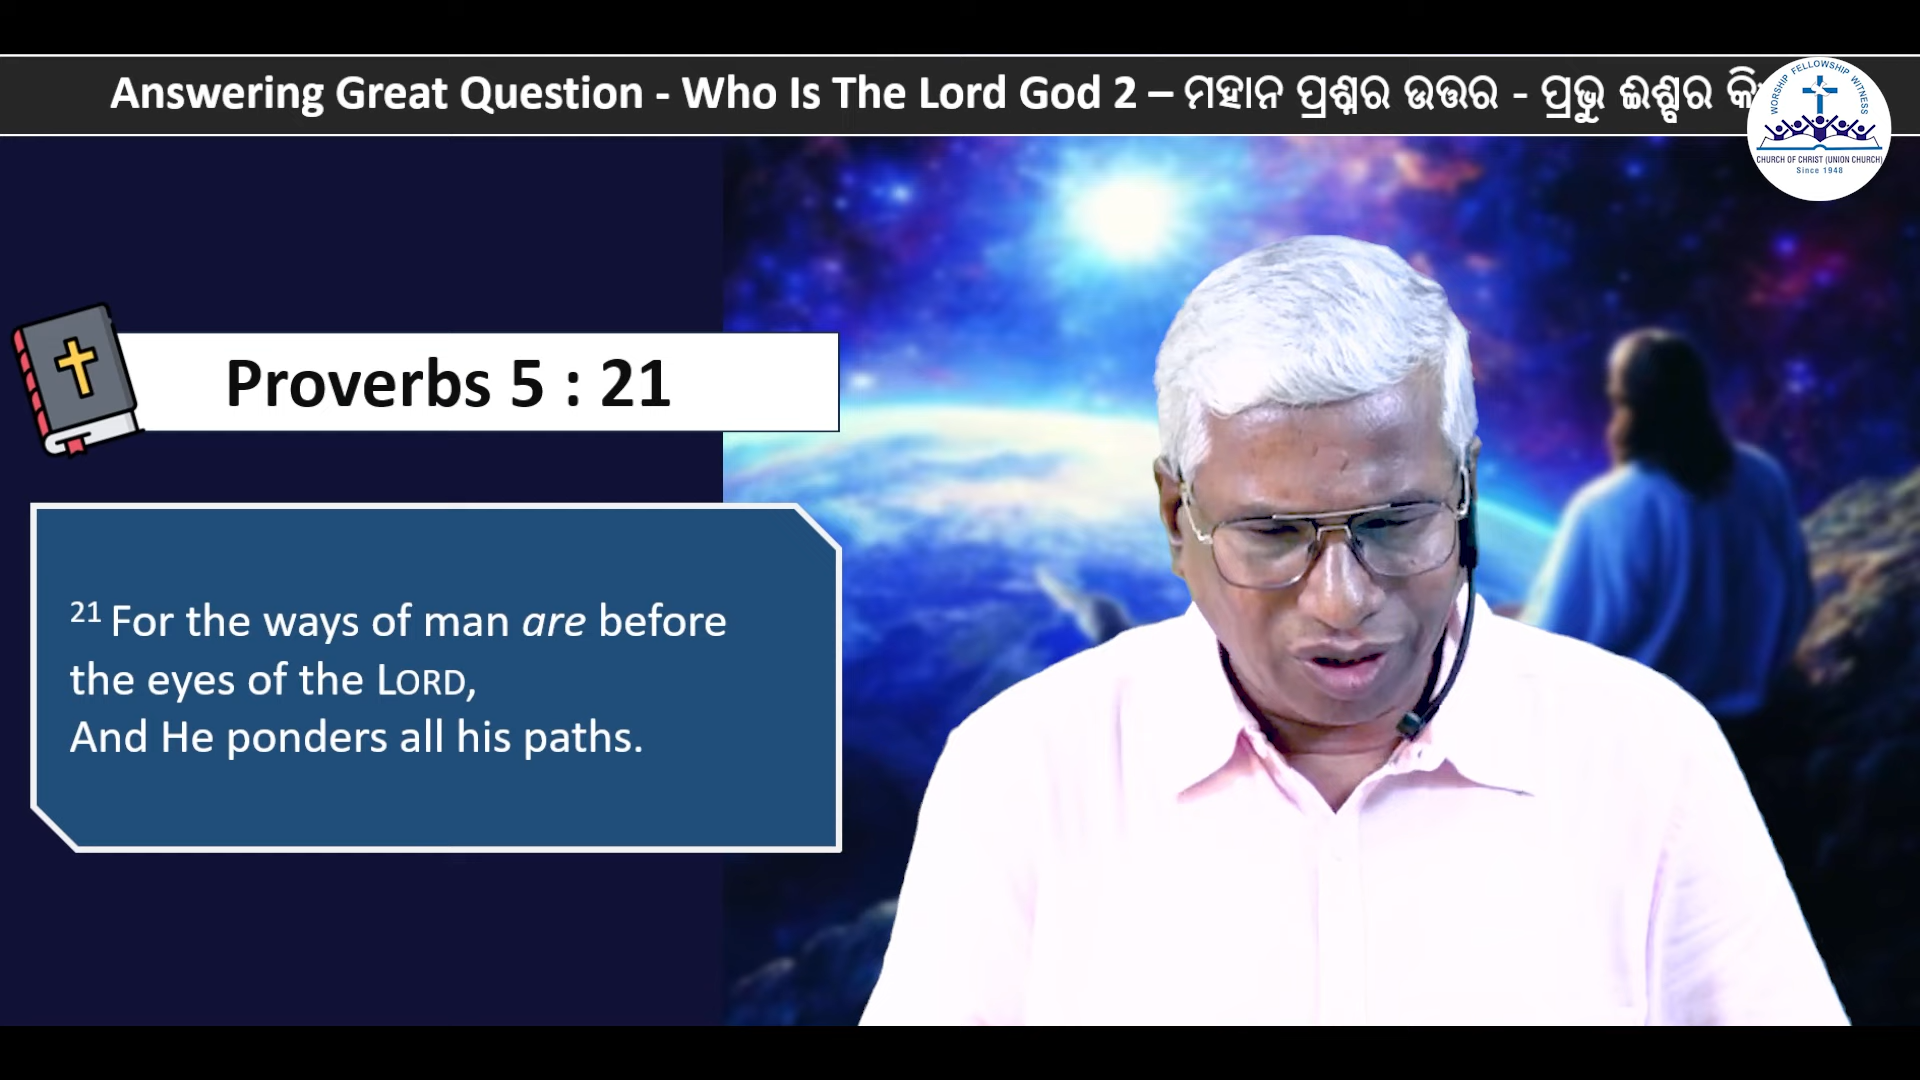 Answering Great Question - Who Is The Lord God 2 – ମହାନ ପ୍ରଶ୍ନର ଉତ୍ତର - ପ୍ରଭୁ ଈଶ୍ବର
WORSHIP FELLOWSHIP WITNESS
CHURCH OF CHRIST (UNION CHURCH)
Since 1948
Proverbs 5 : 21
21 For the ways of man are before
the eyes of the LORD,
And He ponders all his paths.